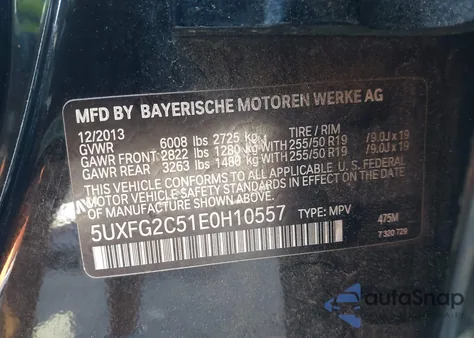 MFD BY BAYERISCHE MOTOREN WERKE AG
12/2013
GVWR 6008 lbs 2725 kg TIRE / RIM
GAWR FRONT 2822 lbs 1280 kg WITH 255/50 R19 / 9.0J x 19
GAWR REAR 3263 lbs 1480 kg WITH 255/50 R19 / 9.0J x 19
THIS VEHICLE CONFORMS TO ALL APPLICABLE U.S. FEDERAL
MOTOR VEHICLE SAFETY STANDARDS IN EFFECT ON THE DATE
OF MANUFACTURE SHOWN ABOVE.
5UXFG2C51E0H10557 TYPE: MPV 475M
7 320 729
autoSnap